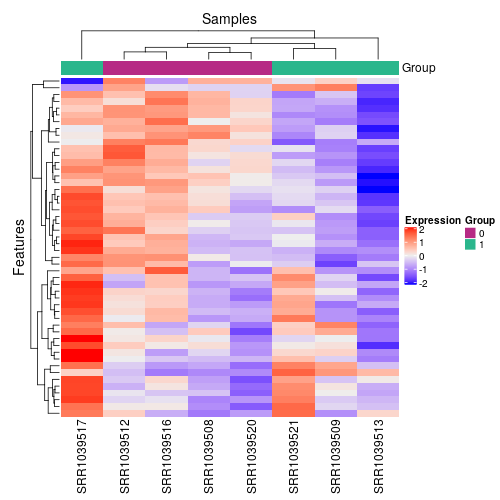 Samples
Group
Features
Expression
2
1
0
-1
-2
Group
0
1
SRR1039517
SRR1039512
SRR1039516
SRR1039508
SRR1039520
SRR1039521
SRR1039509
SRR1039513